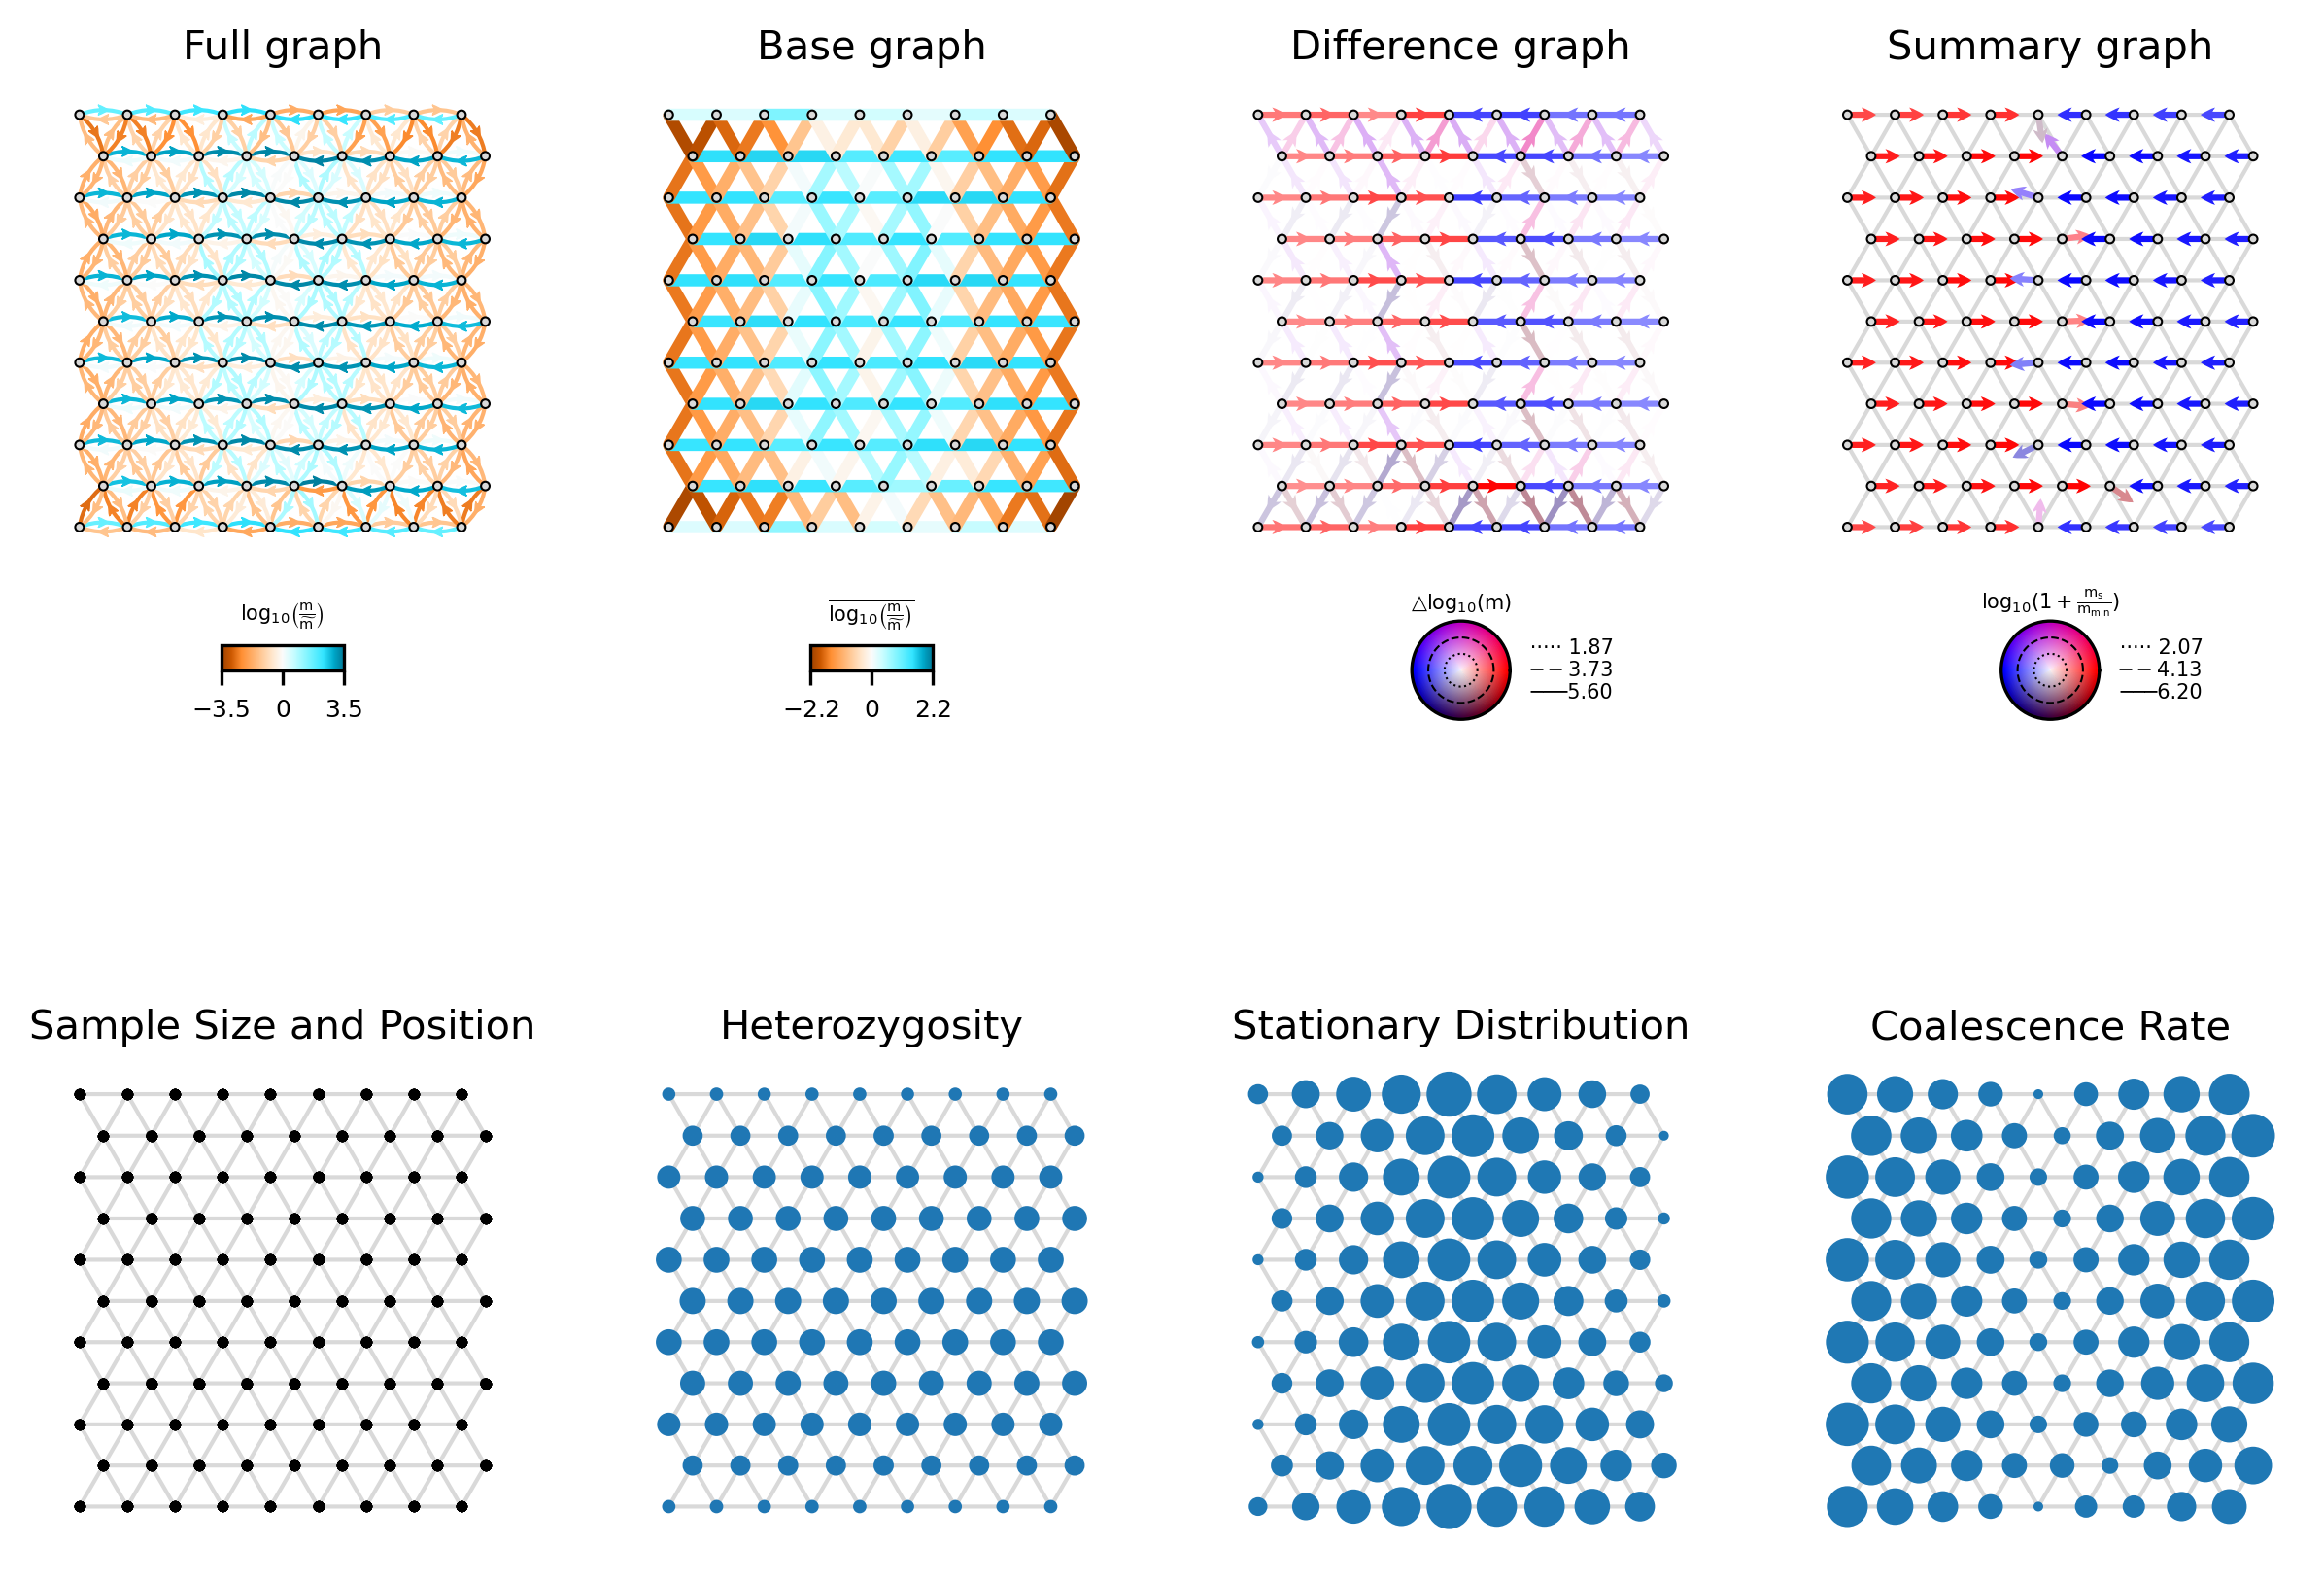 Full graph
Base graph
Difference graph
Summary graph
log₁₀(m/m̃)
−3.5 0 3.5
log₁₀(m/m̃)
−2.2 0 2.2
△log₁₀(m)
1.87
3.73
5.60
log₁₀(1 + mₛ/m_min)
2.07
4.13
6.20
Sample Size and Position
Heterozygosity
Stationary Distribution
Coalescence Rate